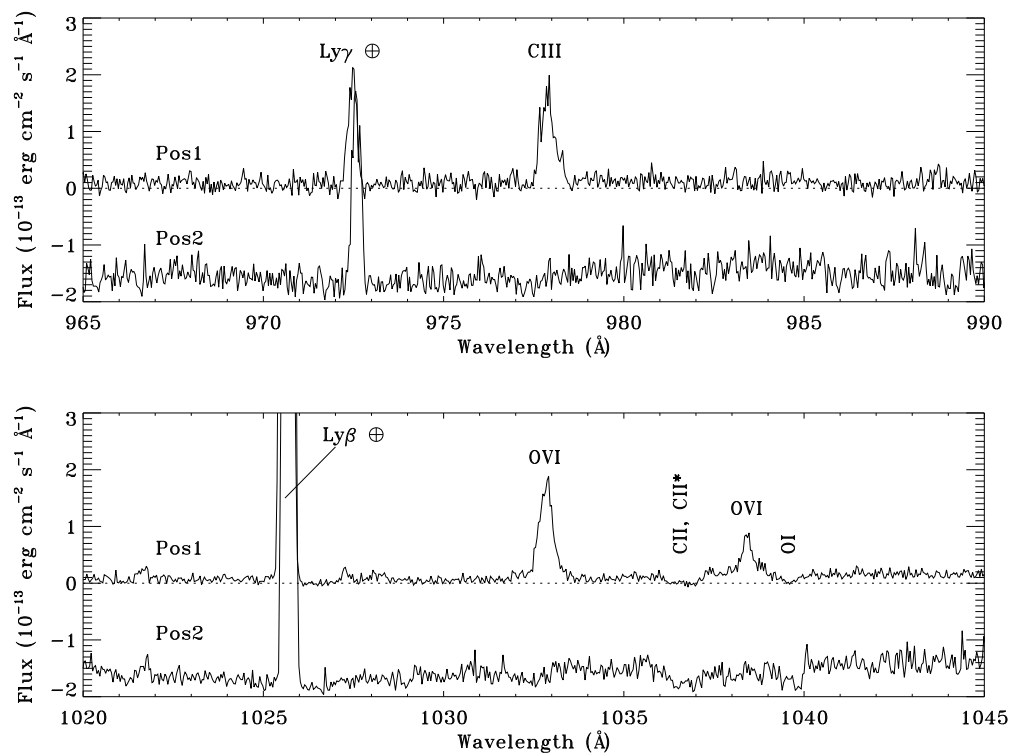 Flux (10⁻¹³ erg cm⁻² s⁻¹ Å⁻¹)
3
2
1
0
−1
−2
Lyγ ⊕
CIII
Pos1
Pos2
965 970 975 980 985 990
Wavelength (Å)
Flux (10⁻¹³ erg cm⁻² s⁻¹ Å⁻¹)
3
2
1
0
−1
−2
Lyβ ⊕
OVI
CII, CII*
OVI
OI
Pos1
Pos2
1020 1025 1030 1035 1040 1045
Wavelength (Å)